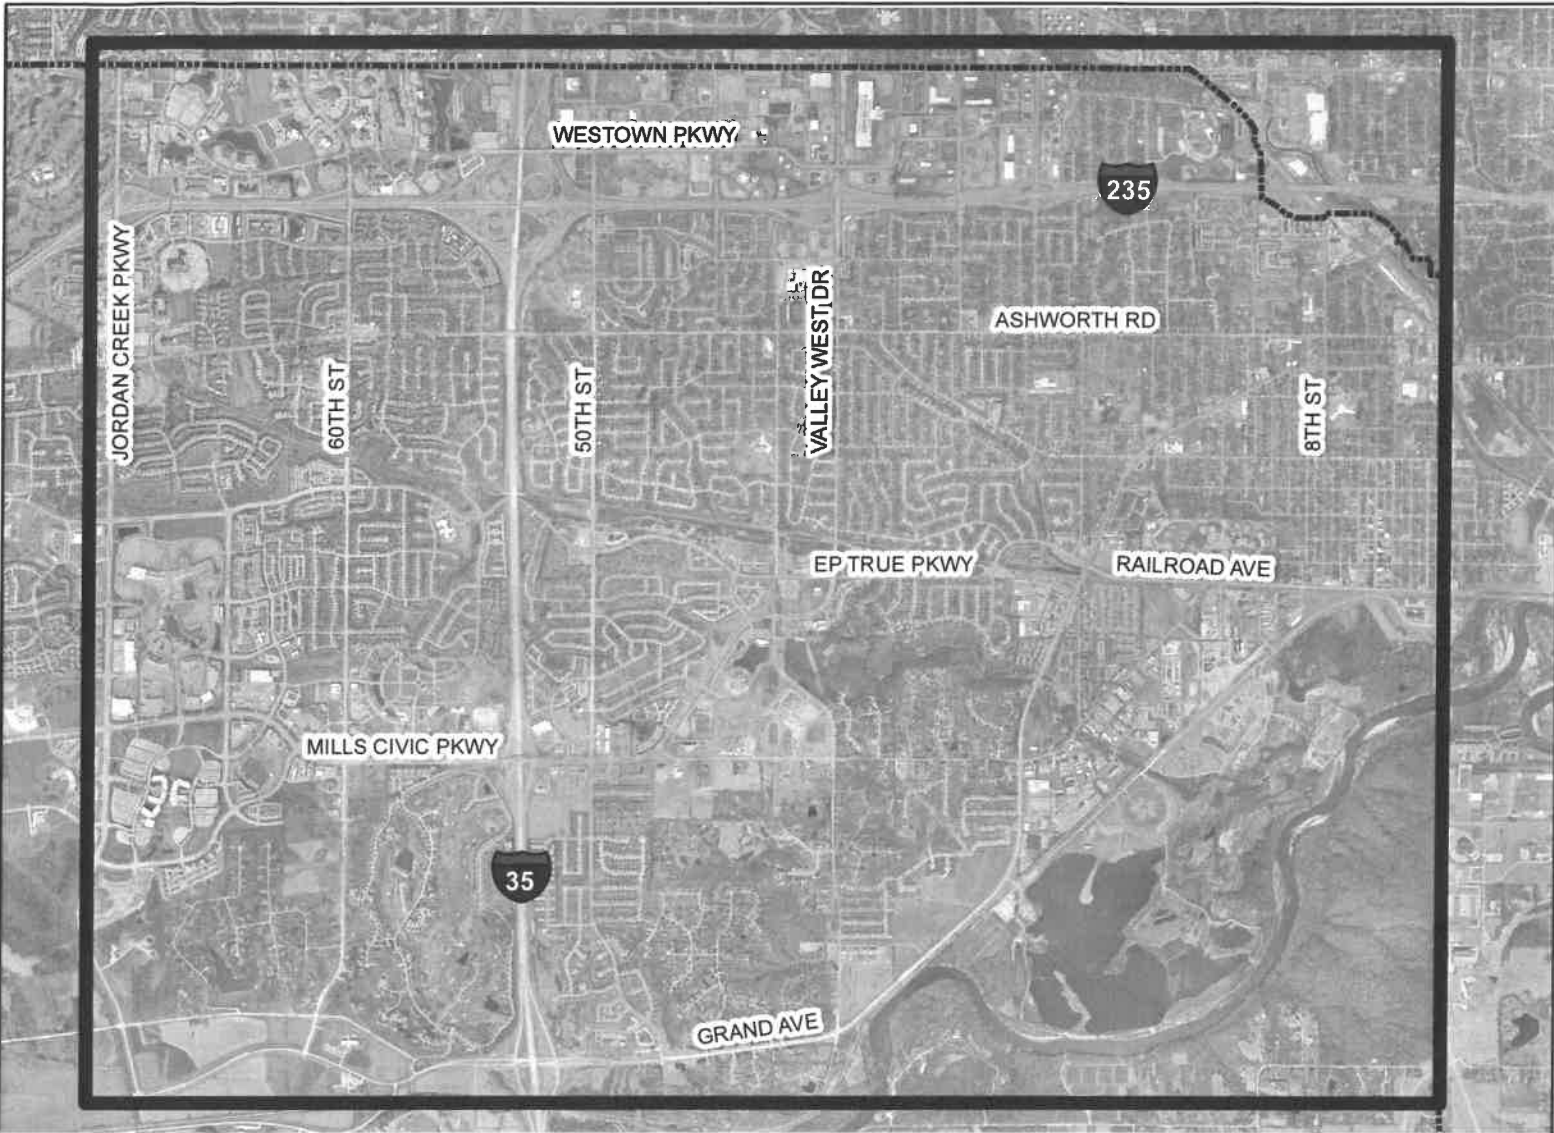 WESTOWN PKWY
235
JORDAN CREEK PKWY
VALLEY WEST DR
ASHWORTH RD
60TH ST
50TH ST
8TH ST
EP TRUE PKWY
RAILROAD AVE
MILLS CIVIC PKWY
35
GRAND AVE